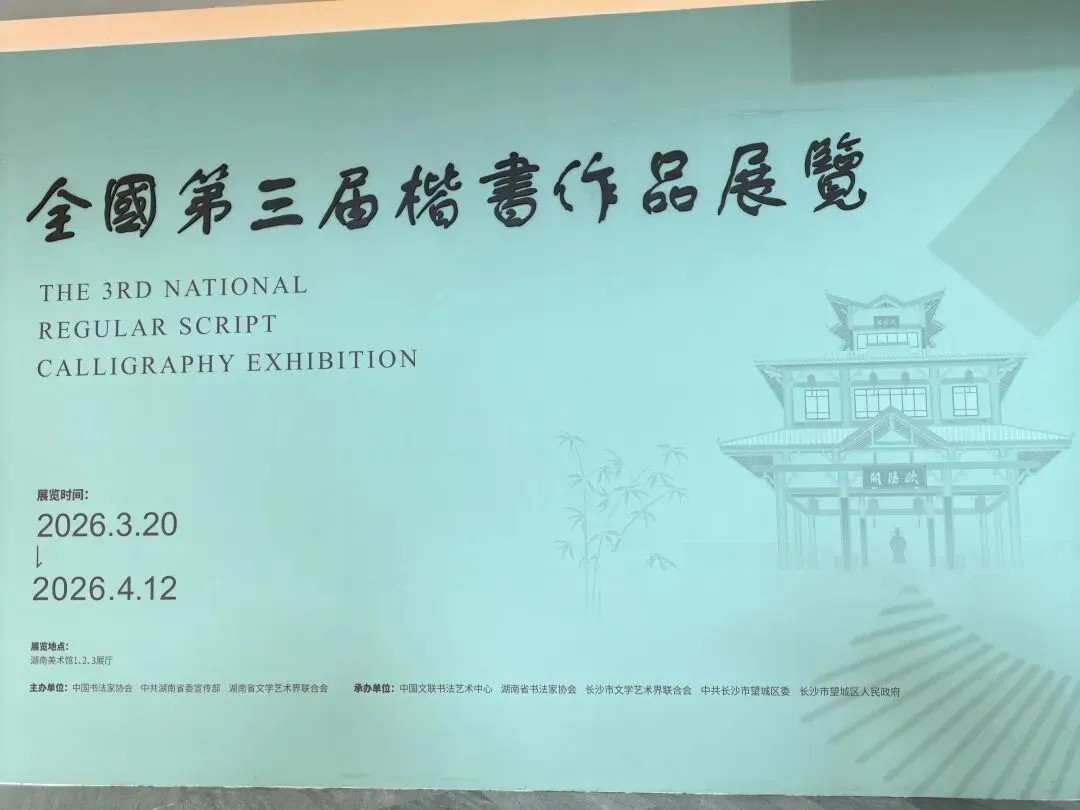 全國第三届楷書作品展覽
THE 3RD NATIONAL
REGULAR SCRIPT
CALLIGRAPHY EXHIBITION
展览时间:
2026.3.20
2026.4.12
閣陽歐
展览地点:
湖南美术馆1、2、3展厅
主办单位: 中国书法家协会 中共湖南省委宣传部 湖南省文学艺术界联合会 承办单位: 中国文联书法艺术中心 湖南省书法家协会 长沙市文学艺术界联合会 中共长沙市望城区委 长沙市望城区人民政府